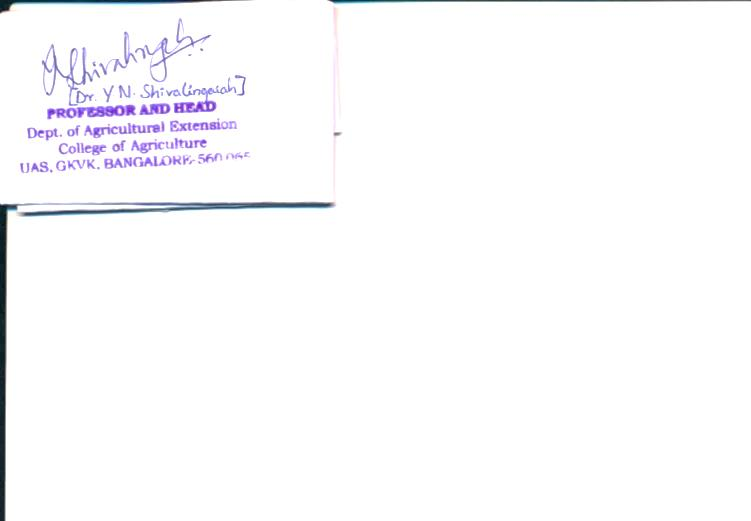 [Dr. Y N. Shivalingaiah]
PROFESSOR AND HEAD
Dept. of Agricultural Extension
College of Agriculture
UAS, GKVK, BANGALORE-560 065